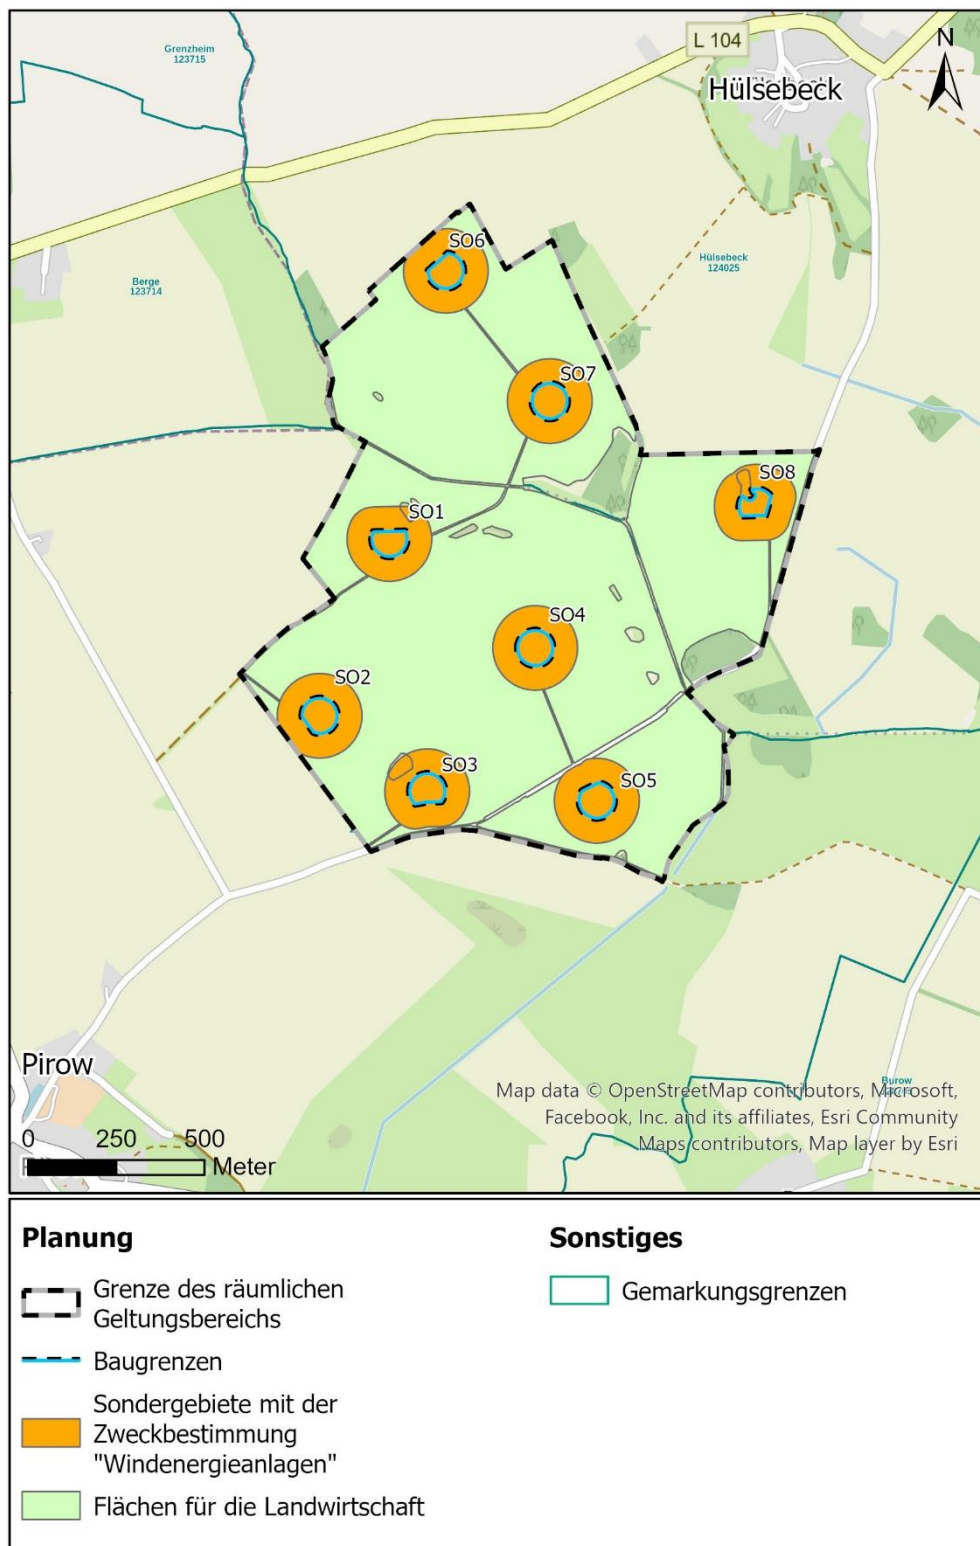 Grenzheim
123715
L 104
N
Hülsebeck
SO6
Hülsebeck
124025
Berge
123714
SO7
SO8
SO1
SO4
SO2
SO3
SO5
Pirow
Burow
Map data © OpenStreetMap contributors, Microsoft,
Facebook, Inc. and its affiliates, Esri Community
Maps contributors, Map layer by Esri
0 250 500
Meter
Planung
Grenze des räumlichen
Geltungsbereichs
Baugrenzen
Sondergebiete mit der
Zweckbestimmung
"Windenergieanlagen"
Flächen für die Landwirtschaft
Sonstiges
Gemarkungsgrenzen